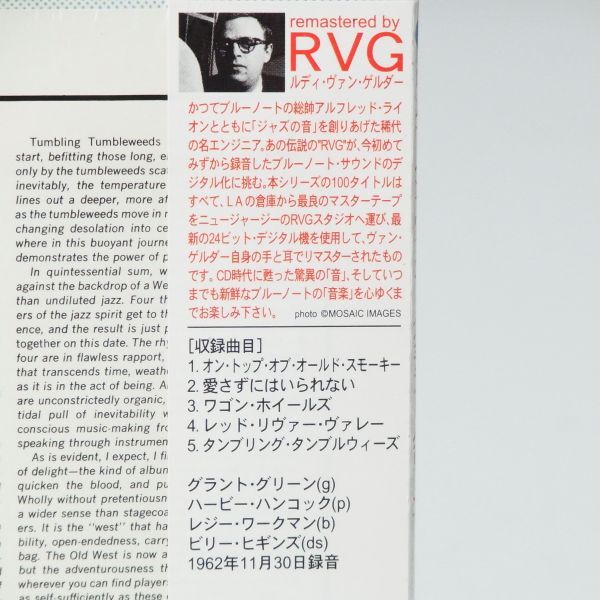 remastered by
RVG
ルディ・ヴァン・ゲルダー
かつてブルーノートの総帥アルフレッド・ライ
オンとともに「ジャズの音」を創りあげた稀代
の名エンジニア。あの伝説の"RVG"が、今初めて
みずから録音したブルーノート・サウンドのデ
ジタル化に挑む。本シリーズの100タイトルは
すべて、LAの倉庫から最良のマスターテープ
をニュージャージーのRVGスタジオへ運び、最
新の24ビット・デジタル機を使用して、ヴァン・
ゲルダー自身の手と耳でリマスターされたもの
です。CD時代に甦った驚異の「音」、そしていつ
までも新鮮なブルーノートの「音楽」を心ゆくま
でお楽しみ下さい。 photo ©MOSAIC IMAGES
[収録曲目]
1. オン・トップ・オブ・オールド・スモーキー
2. 愛さずにはいられない
3. ワゴン・ホイールズ
4. レッド・リヴァー・ヴァレー
5. タンブリング・タンブルウィーズ
グラント・グリーン(g)
ハービー・ハンコック(p)
レジー・ワークマン(b)
ビリー・ヒギンズ(ds)
1962年11月30日録音
Tumbling Tumbleweeds
start, befitting those long, e
only by the tumbleweeds sca
inevitably, the temperature
lines out a deeper, more af
as the tumbleweeds move in r
changing desolation into ce
where in this buoyant journe
demonstrates the power of p
In quintessential sum, w
against the backdrop of a We
than undiluted jazz. Four th
ers of the jazz spirit get to th
ence, and the result is just p
together on this date. The rhy
four are in flawless rapport,
that transcends time, weathe
as it is in the act of being. A
are unconstrictedly organic,
tidal pull of inevitability w
conscious music-making fro
speaking through instrumen
As is evident, I expect, I fi
of delight—the kind of albun
quicken the blood, and pu
Wholly without pretentiousn
a wider sense than stagecoa
ers. It is the "west" that ha
bility, open-endedness, carry
bag. The Old West is now a
but the adventurousness th
wherever you can find player
as self-sufficiently as these